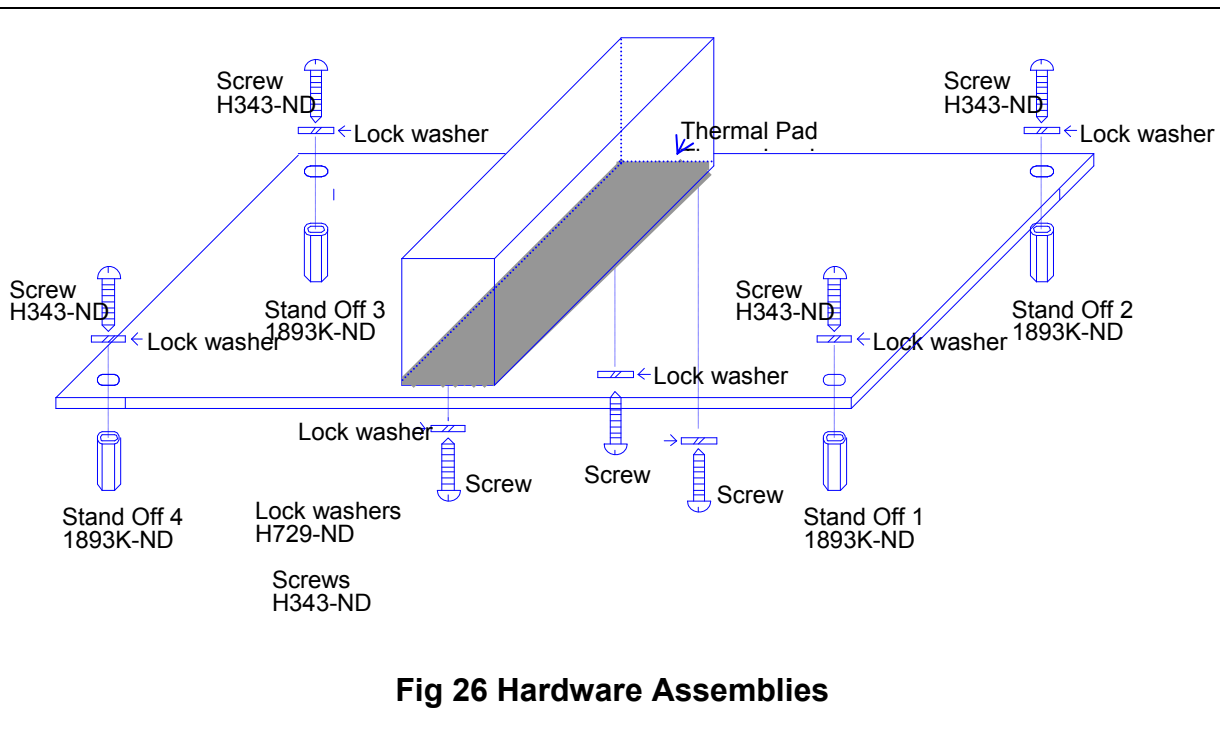 Screw
H343-ND
Lock washer
Screw
H343-ND
Lock washer
Thermal Pad
Screw
H343-ND
Lock washer
Stand Off 3
1893K-ND
Screw
H343-ND
Lock washer
Stand Off 2
1893K-ND
Lock washer
Lock washer
Screw
Screw
Screw
Stand Off 4
1893K-ND
Lock washers
H729-ND
Stand Off 1
1893K-ND
Screws
H343-ND
Fig 26 Hardware Assemblies